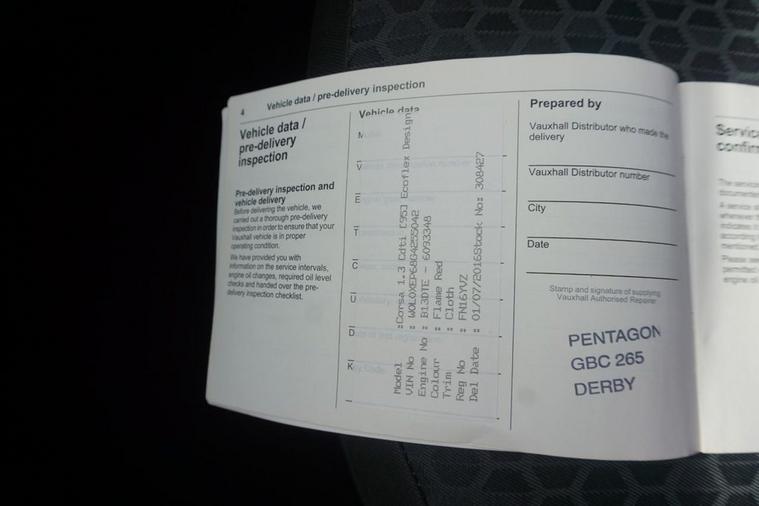 4 Vehicle data / pre-delivery inspection
Vehicle data /
pre-delivery
inspection
Pre-delivery inspection and
vehicle delivery
Before delivering the vehicle, we
carried out a thorough pre-delivery
inspection in order to ensure that your
Vauxhall vehicle is in proper
operating condition.
We have provided you with
information on the service intervals,
engine oil changes, required oil level
checks and handed over the pre-
delivery inspection checklist.
Vehicle data
Model : Corsa 1.3 Cdti [95] Ecoflex Design
VIN No : W0L0XEP68G4255042
Engine No : B13DTE - 6093348
Colour : Flame Red
Trim : Cloth
Reg No : FN16YVZ
Del Date : 01/07/2016Stock No: 308427
Prepared by
Vauxhall Distributor who made the
delivery
Vauxhall Distributor number
City
Date
Stamp and signature of supplying
Vauxhall Authorised Repairer
PENTAGON
GBC 265
DERBY